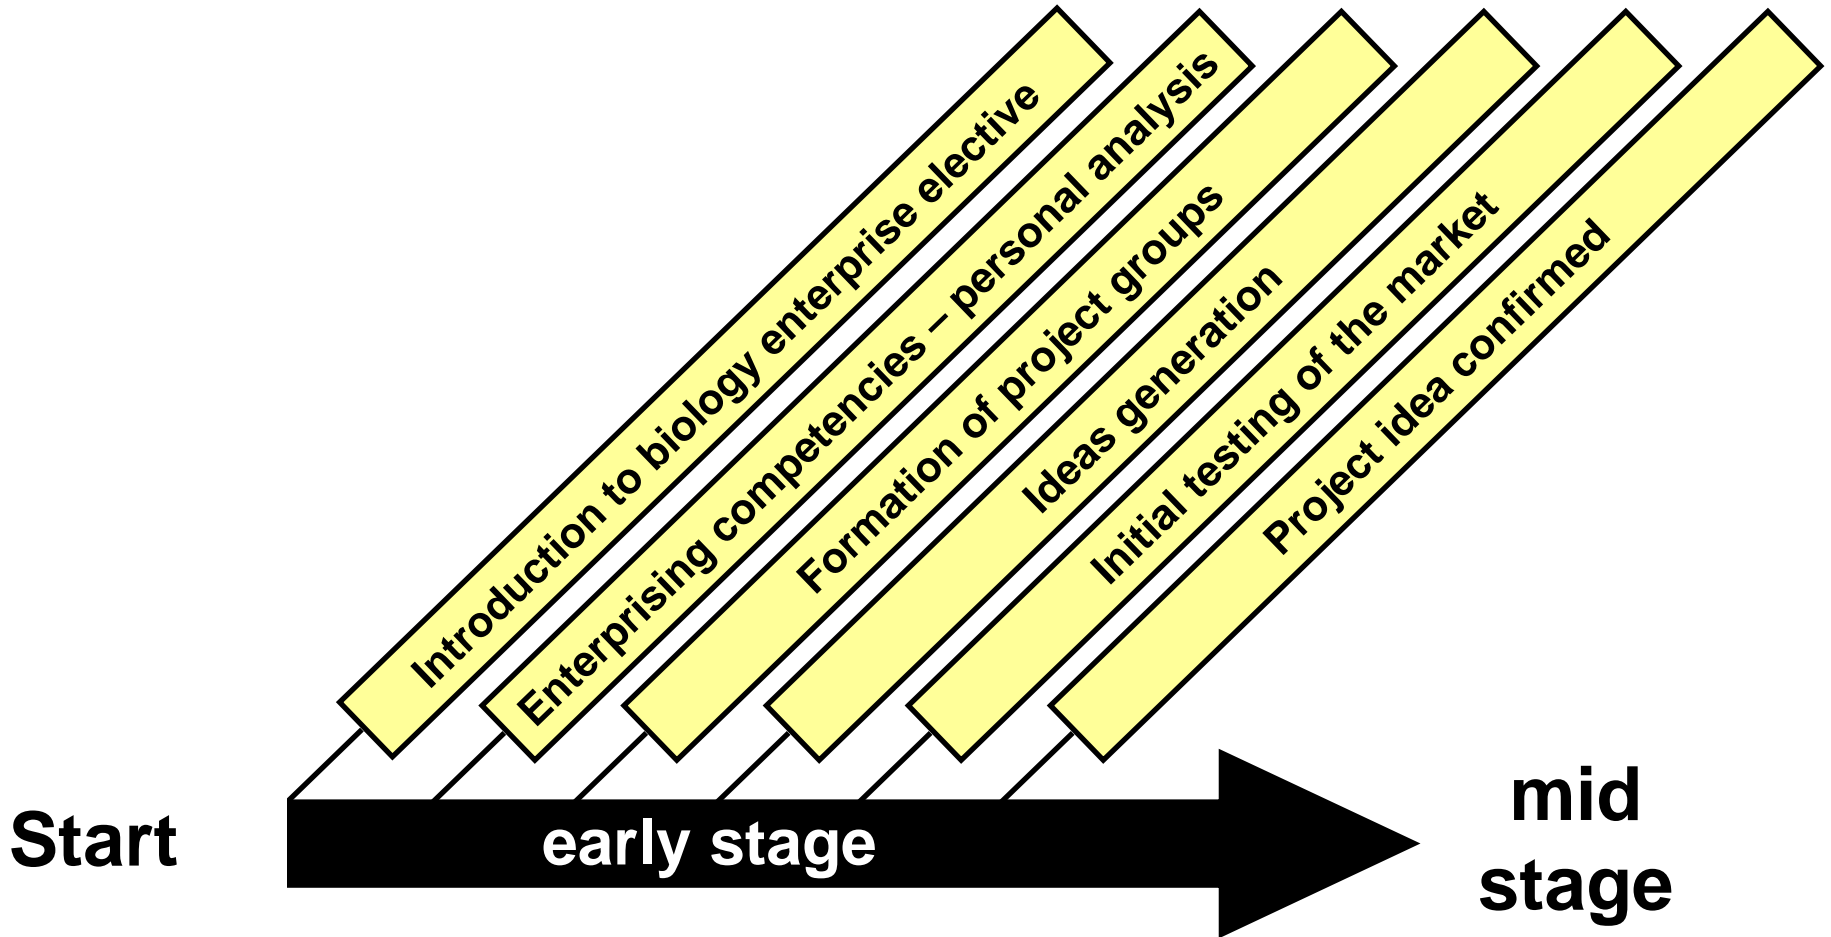 Introduction to biology enterprise elective
Enterprising competencies – personal analysis
Formation of project groups
Ideas generation
Initial testing of the market
Project idea confirmed
Start
early stage
mid
stage